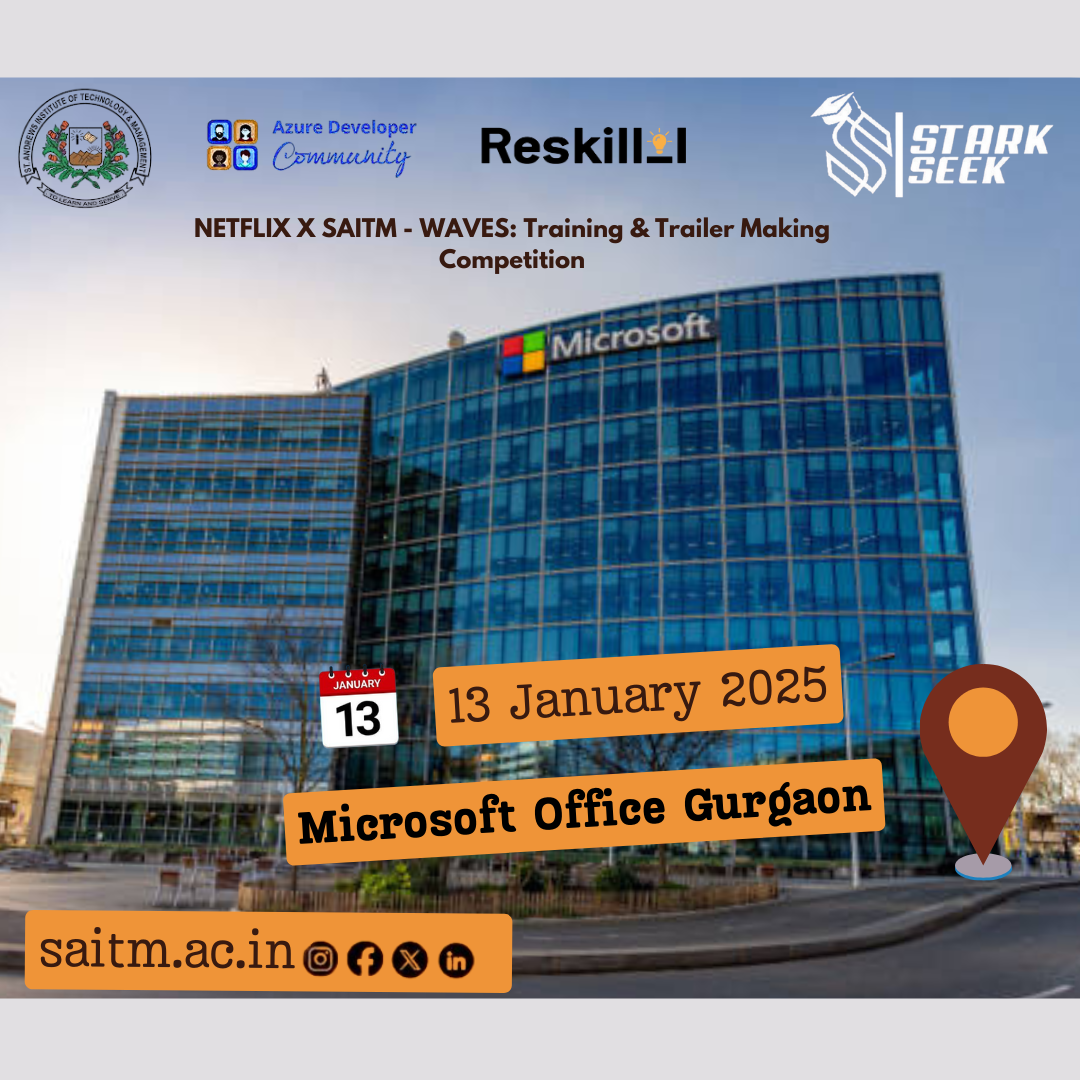 ST ANDREWS INSTITUTE OF TECHNOLOGY & MANAGEMENT
TO LEARN AND SERVE
Azure Developer
Community
Reskilll
STARK
SEEK
NETFLIX X SAITM - WAVES: Training & Trailer Making
Competition
Microsoft
JANUARY
13
13 January 2025
Microsoft Office Gurgaon
saitm.ac.in